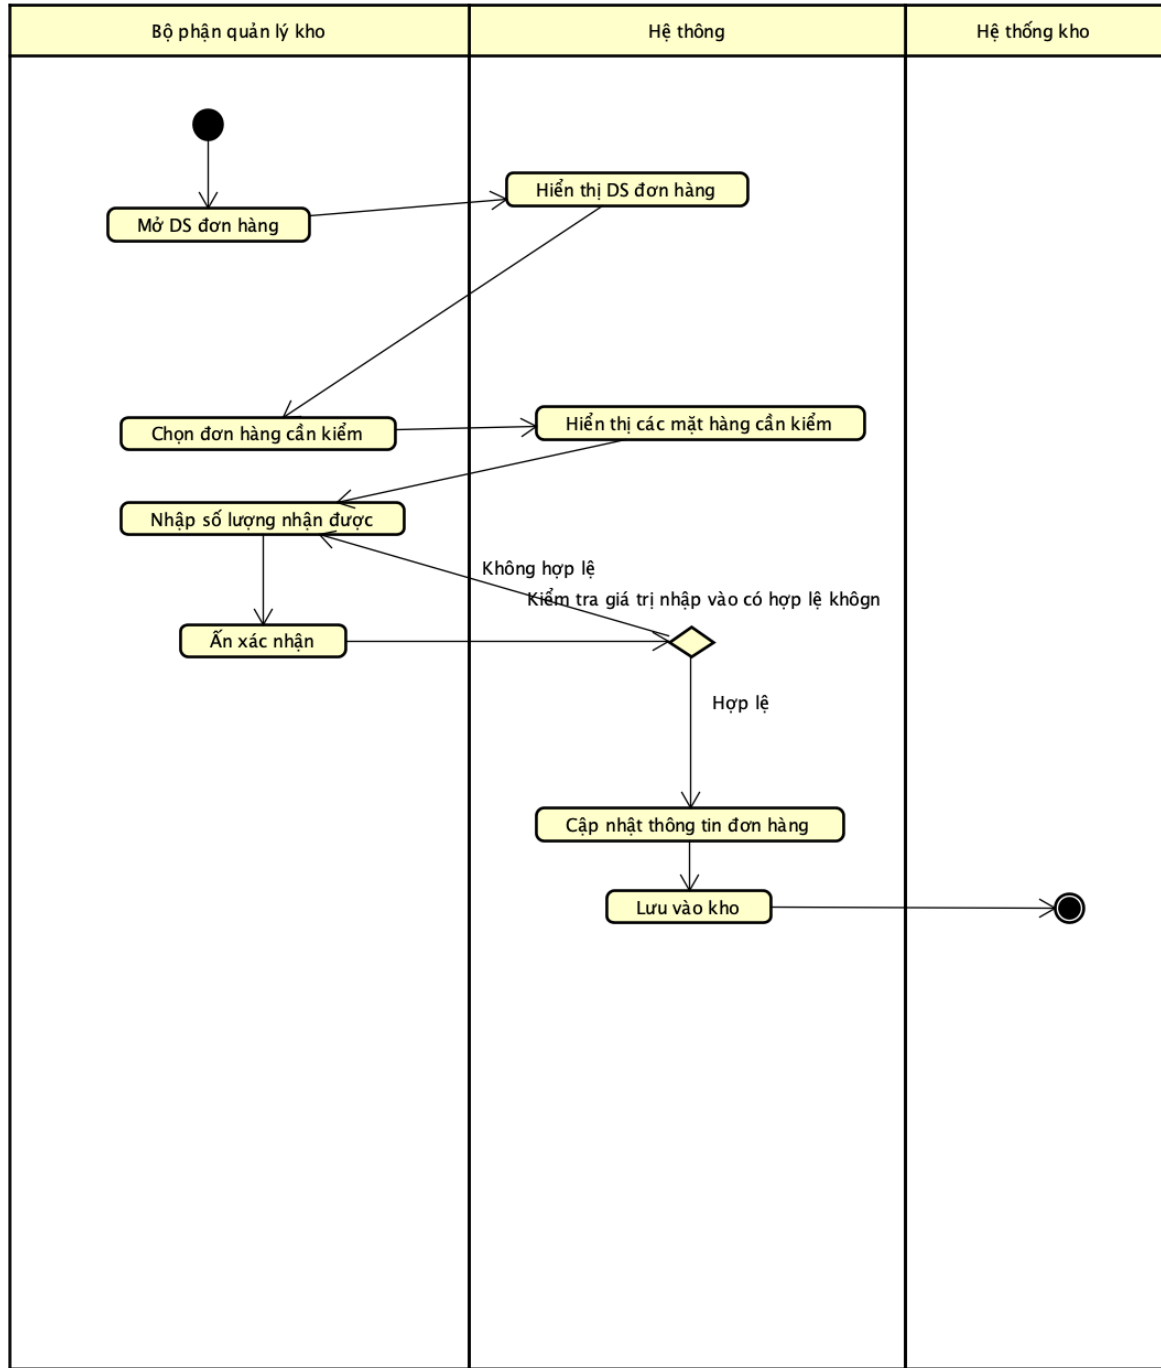 Bộ phận quản lý kho
Hệ thông
Hệ thống kho
Mở DS đơn hàng
Hiển thị DS đơn hàng
Chọn đơn hàng cần kiểm
Hiển thị các mặt hàng cần kiểm
Nhập số lượng nhận được
Không hợp lệ
Kiểm tra giá trị nhập vào có hợp lệ khôgn
Ấn xác nhận
Hợp lệ
Cập nhật thông tin đơn hàng
Lưu vào kho